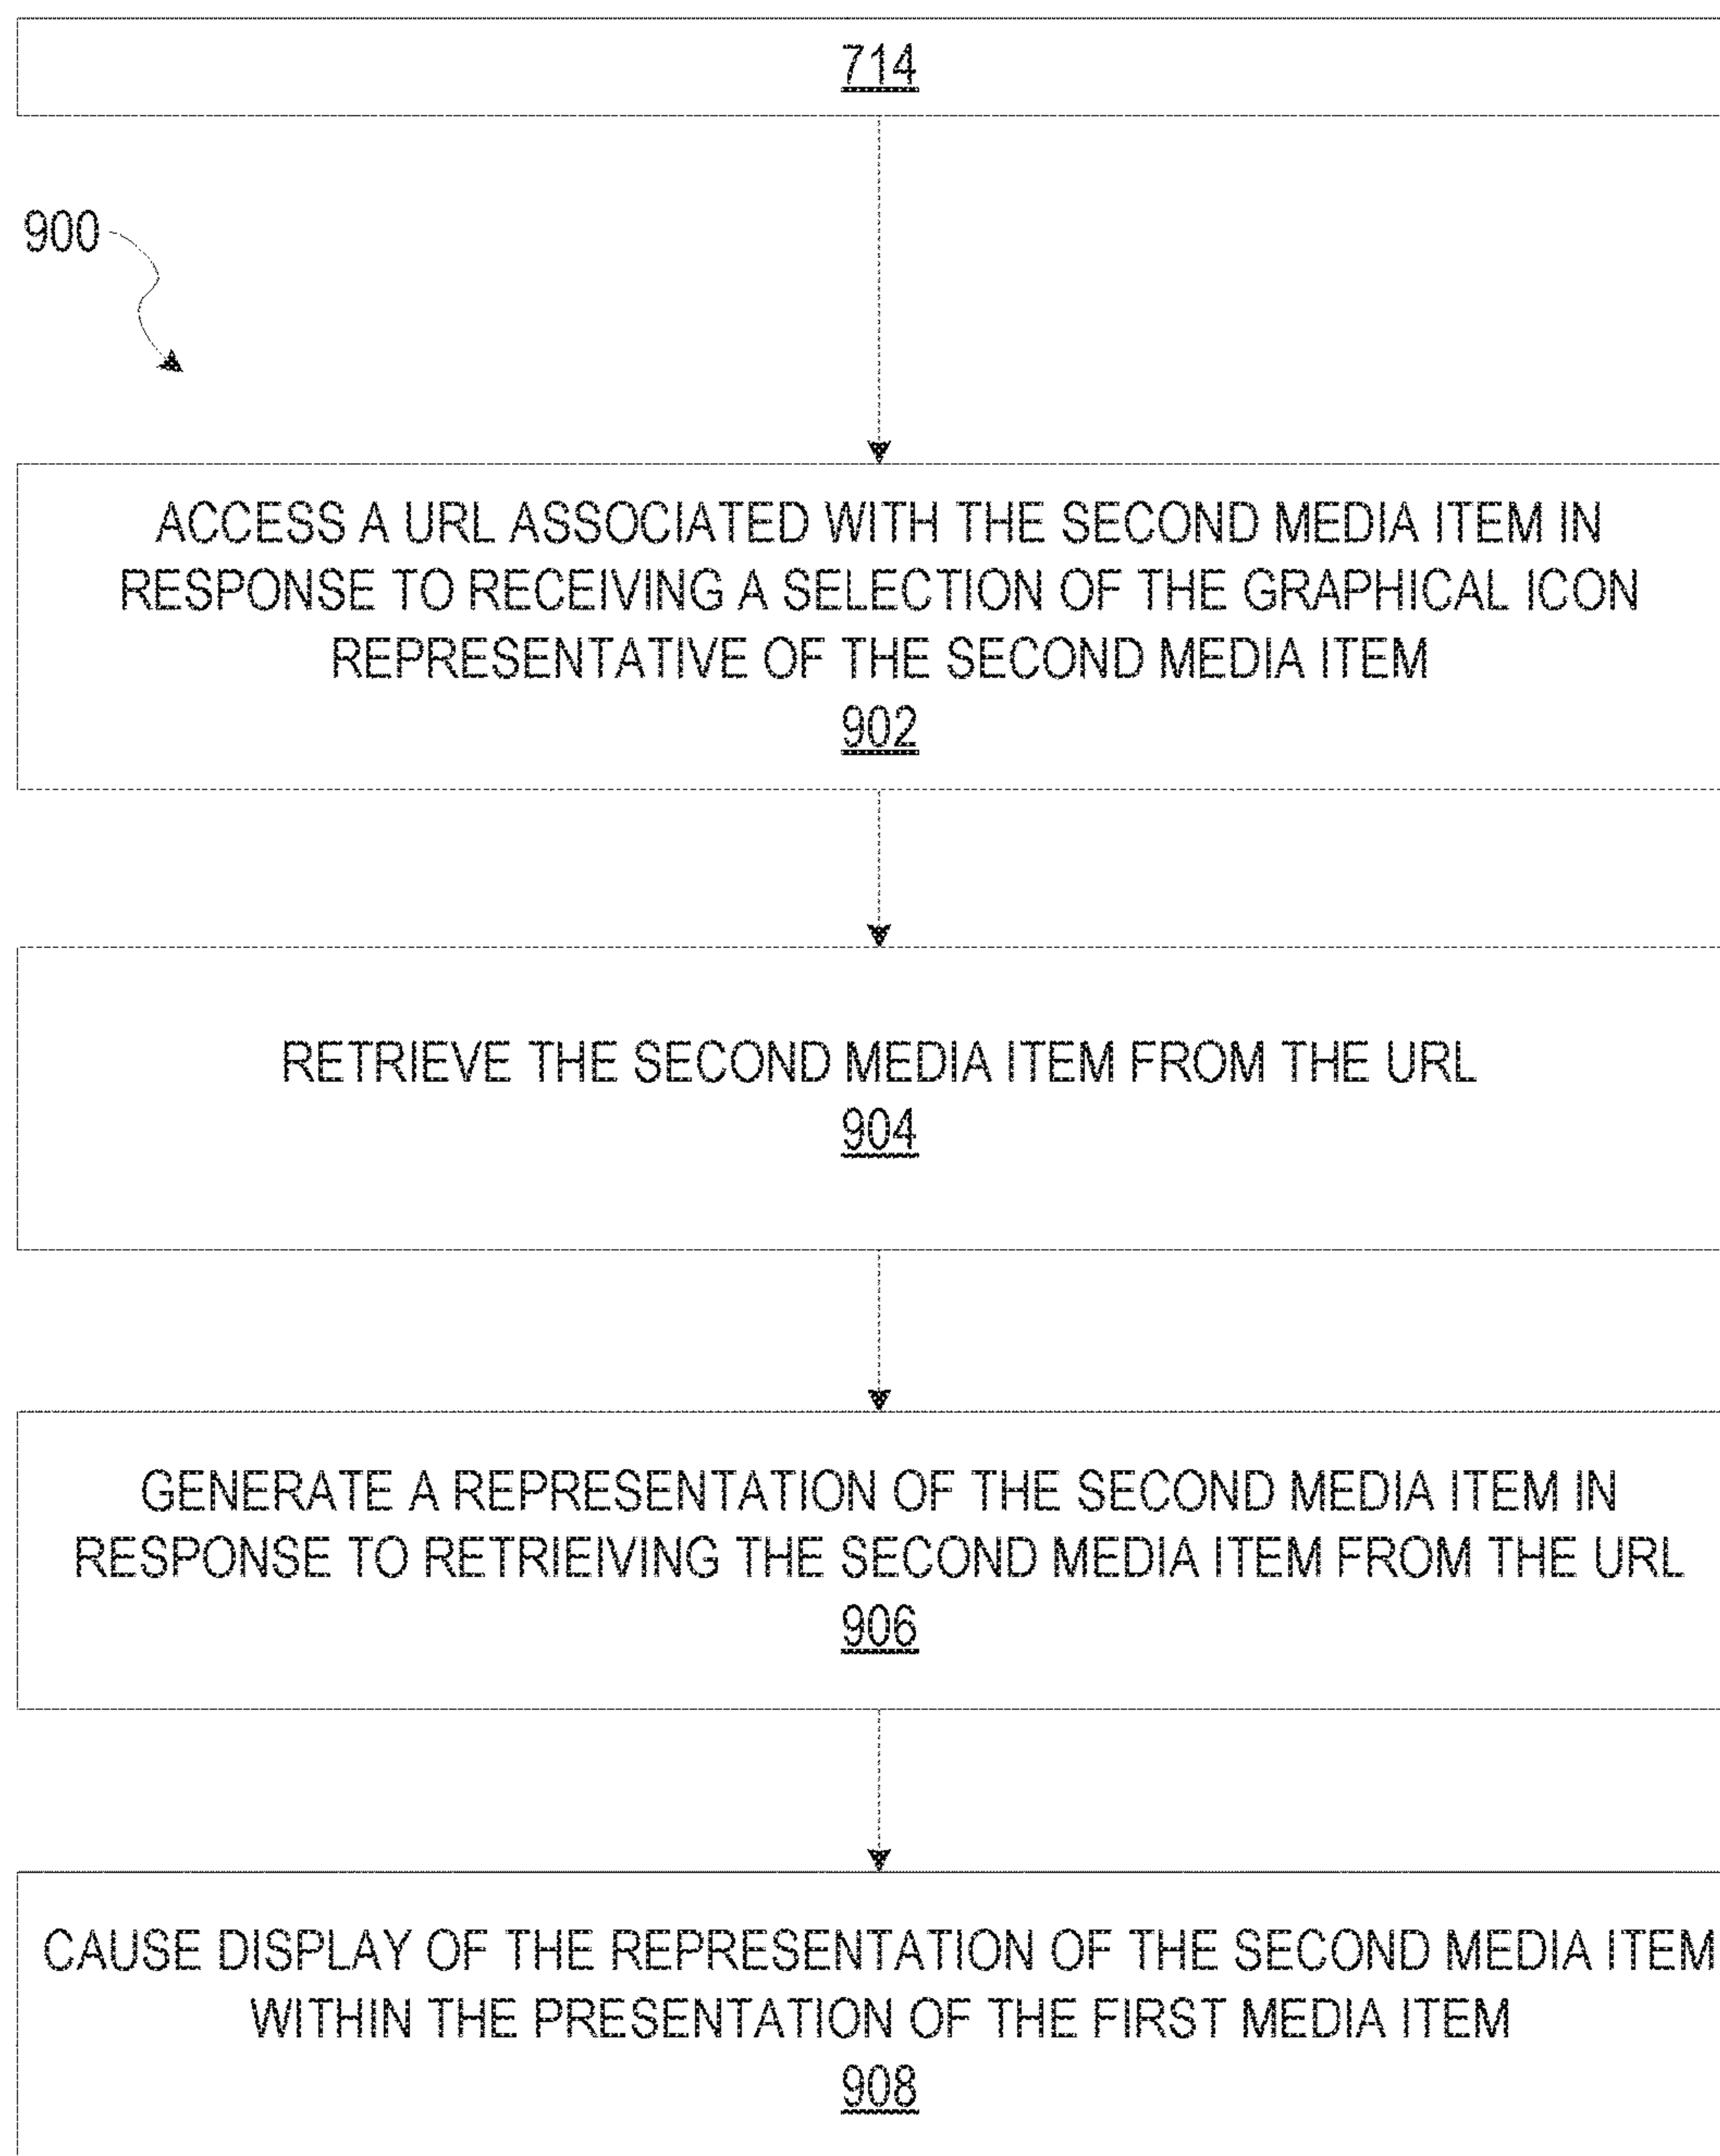 714
900
ACCESS A URL ASSOCIATED WITH THE SECOND MEDIA ITEM IN
RESPONSE TO RECEIVING A SELECTION OF THE GRAPHICAL ICON
REPRESENTATIVE OF THE SECOND MEDIA ITEM
902
RETRIEVE THE SECOND MEDIA ITEM FROM THE URL
904
GENERATE A REPRESENTATION OF THE SECOND MEDIA ITEM IN
RESPONSE TO RETRIEIVING THE SECOND MEDIA ITEM FROM THE URL
906
CAUSE DISPLAY OF THE REPRESENTATION OF THE SECOND MEDIA ITEM
WITHIN THE PRESENTATION OF THE FIRST MEDIA ITEM
908